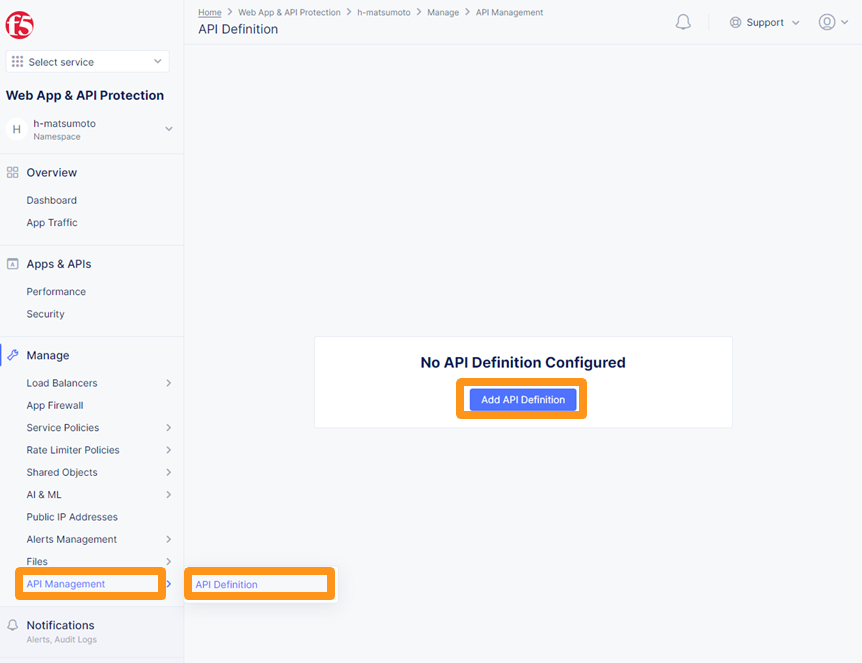 f5
Home > Web App & API Protection > h-matsumoto > Manage > API Management
API Definition
Support
Select service
Web App & API Protection
H
h-matsumoto
Namespace
Overview
Dashboard
App Traffic
Apps & APIs
Performance
Security
Manage
Load Balancers
App Firewall
Service Policies
Rate Limiter Policies
Shared Objects
AI & ML
Public IP Addresses
Alerts Management
Files
API Management
API Definition
Notifications
Alerts, Audit Logs
No API Definition Configured
Add API Definition